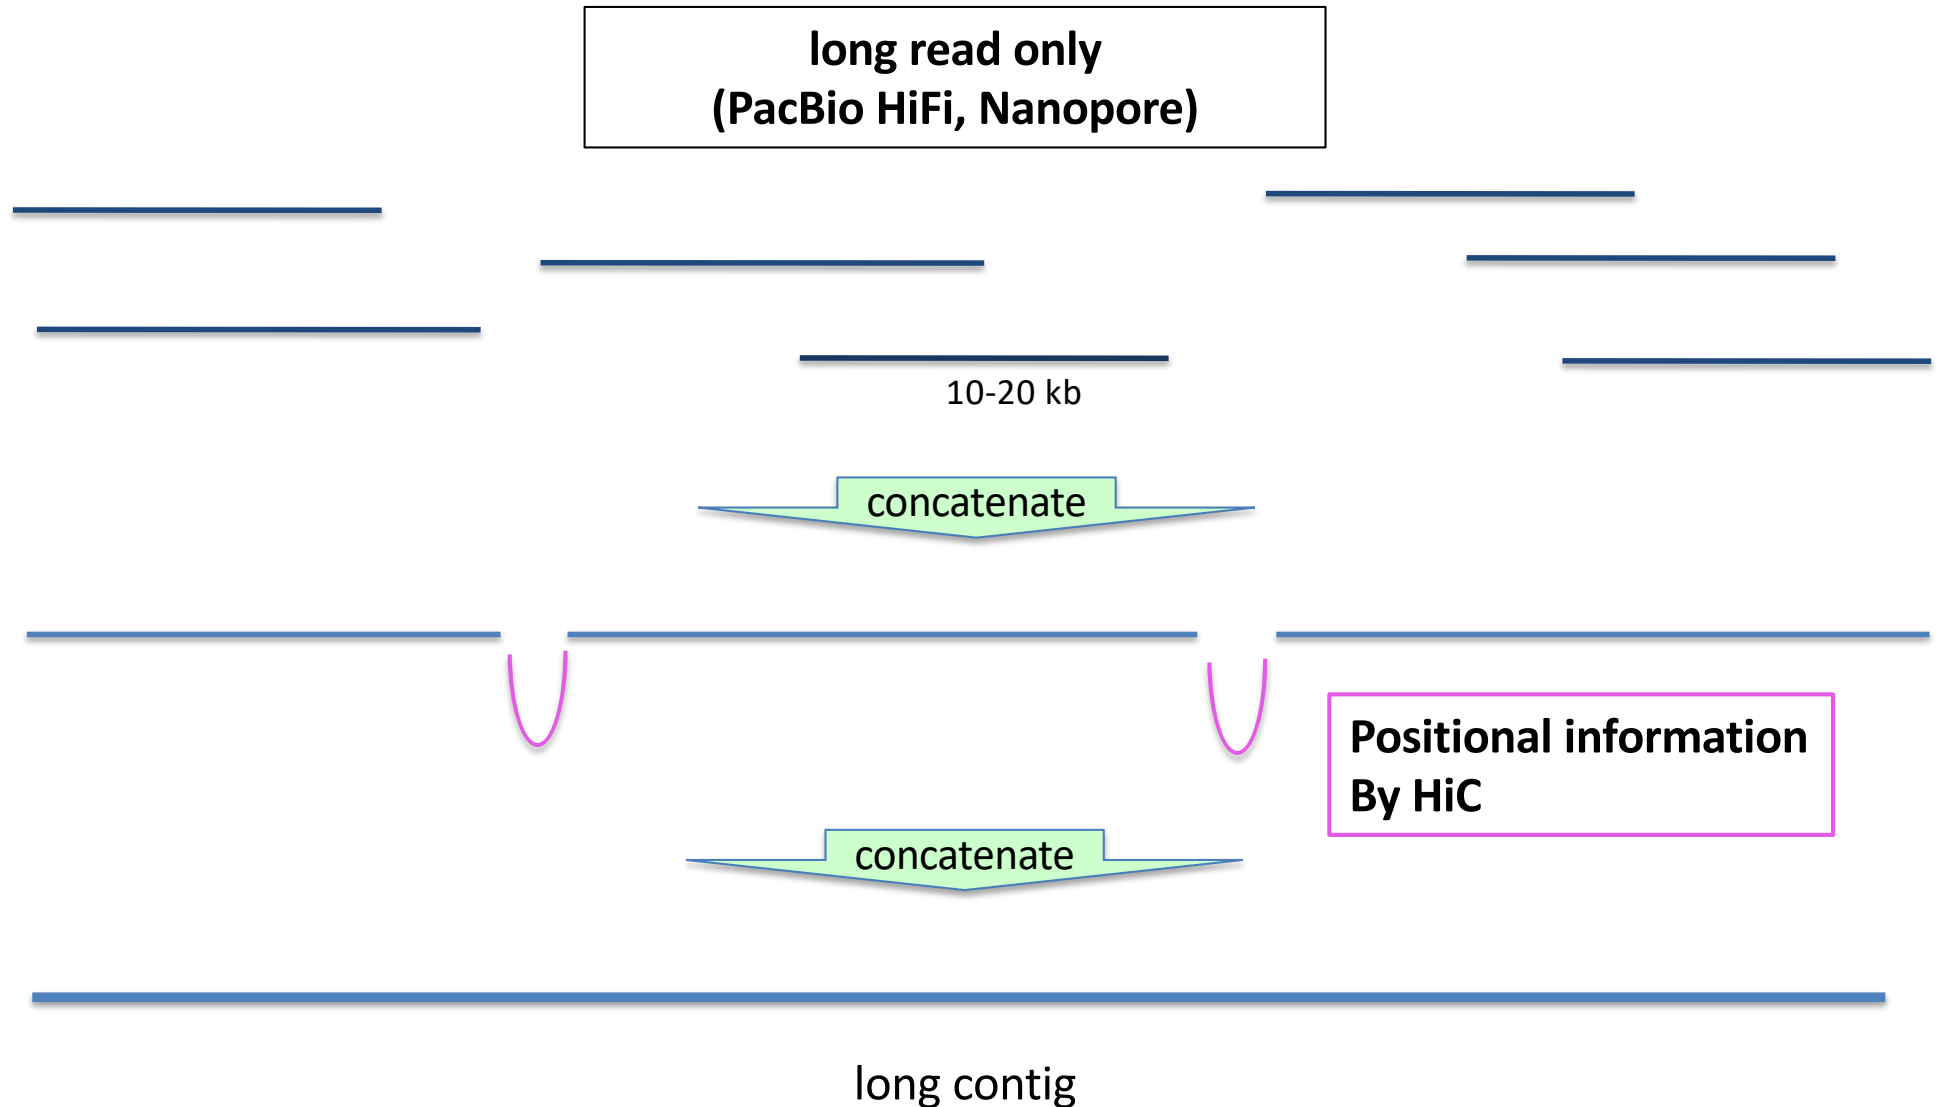 long read only
(PacBio HiFi, Nanopore)
10-20 kb
concatenate
Positional information
By HiC
concatenate
long contig